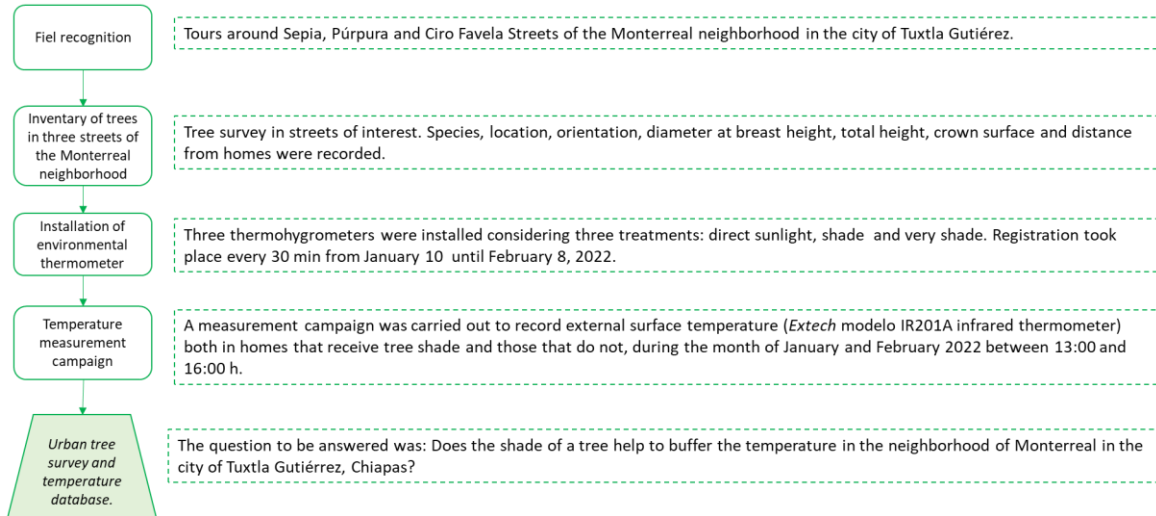 Fiel recognition
Tours around Sepia, Púrpura and Ciro Favela Streets of the Monterreal neighborhood in the city of Tuxtla Gutiérez.
Inventary of trees
in three streets of
the Monterreal
neighborhood
Tree survey in streets of interest. Species, location, orientation, diameter at breast height, total height, crown surface and distance
from homes were recorded.
Installation of
environmental
thermometer
Three thermohygrometers were installed considering three treatments: direct sunlight, shade and very shade. Registration took
place every 30 min from January 10 until February 8, 2022.
Temperature
measurement
campaign
A measurement campaign was carried out to record external surface temperature (Extech modelo IR201A infrared thermometer)
both in homes that receive tree shade and those that do not, during the month of January and February 2022 between 13:00 and
16:00 h.
Urban tree
survey and
temperature
database.
The question to be answered was: Does the shade of a tree help to buffer the temperature in the neighborhood of Monterreal in the
city of Tuxtla Gutiérrez, Chiapas?